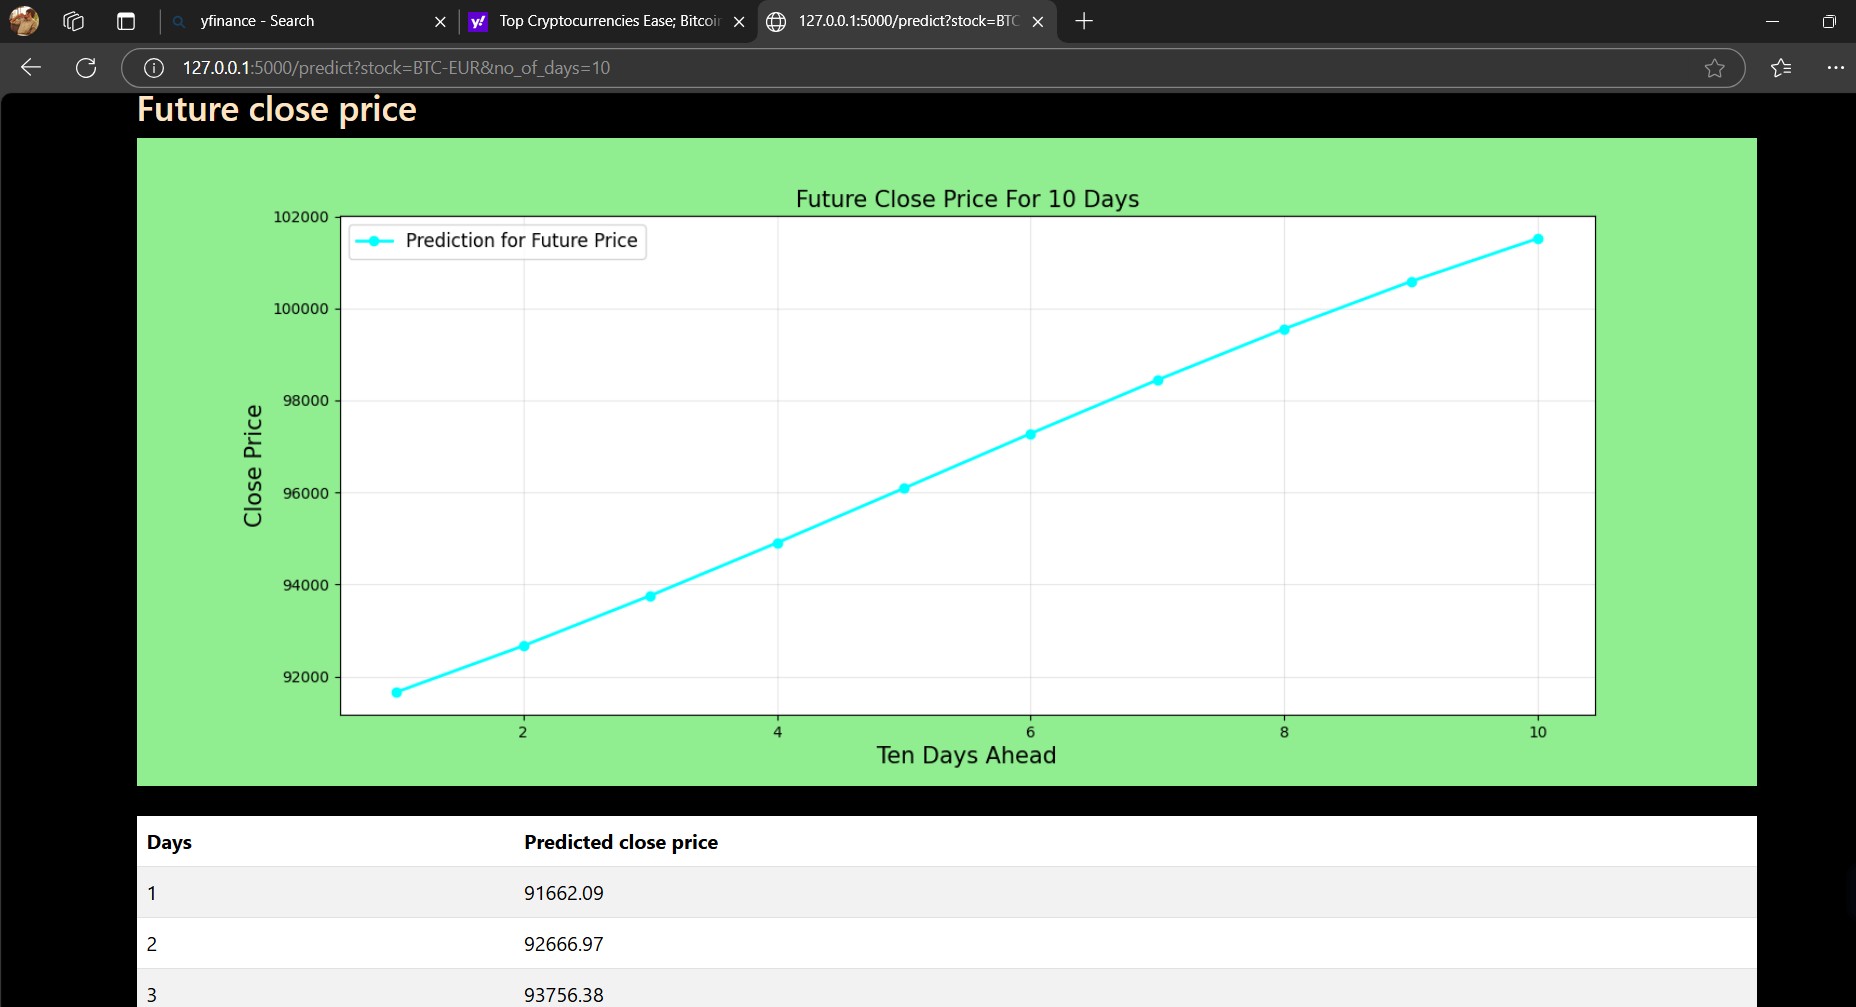 yfinance - Search
Top Cryptocurrencies Ease; Bitcoin
127.0.0.1:5000/predict?stock=BTC
127.0.0.1:5000/predict?stock=BTC-EUR&no_of_days=10
Future close price
Future Close Price For 10 Days
Prediction for Future Price
102000
100000
98000
96000
94000
92000
Close Price
2 4 6 8 10
Ten Days Ahead
Days Predicted close price
1 91662.09
2 92666.97
3 93756.38